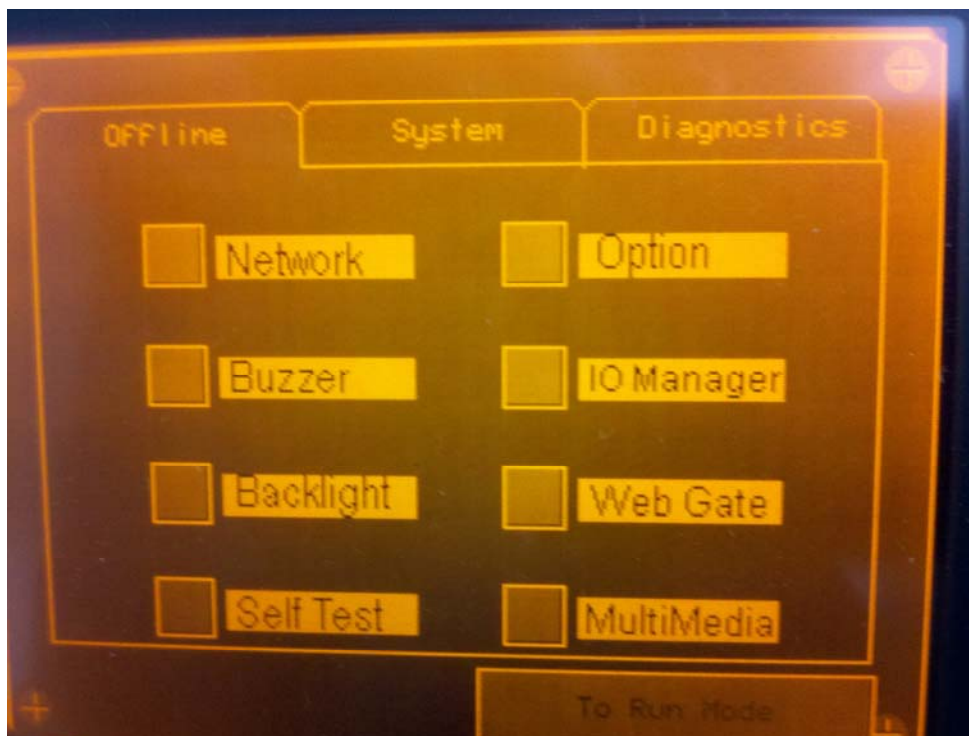 Offline System Diagnostics
Network Option
Buzzer IO Manager
Backlight Web Gate
Self Test MultiMedia
To Run Mode